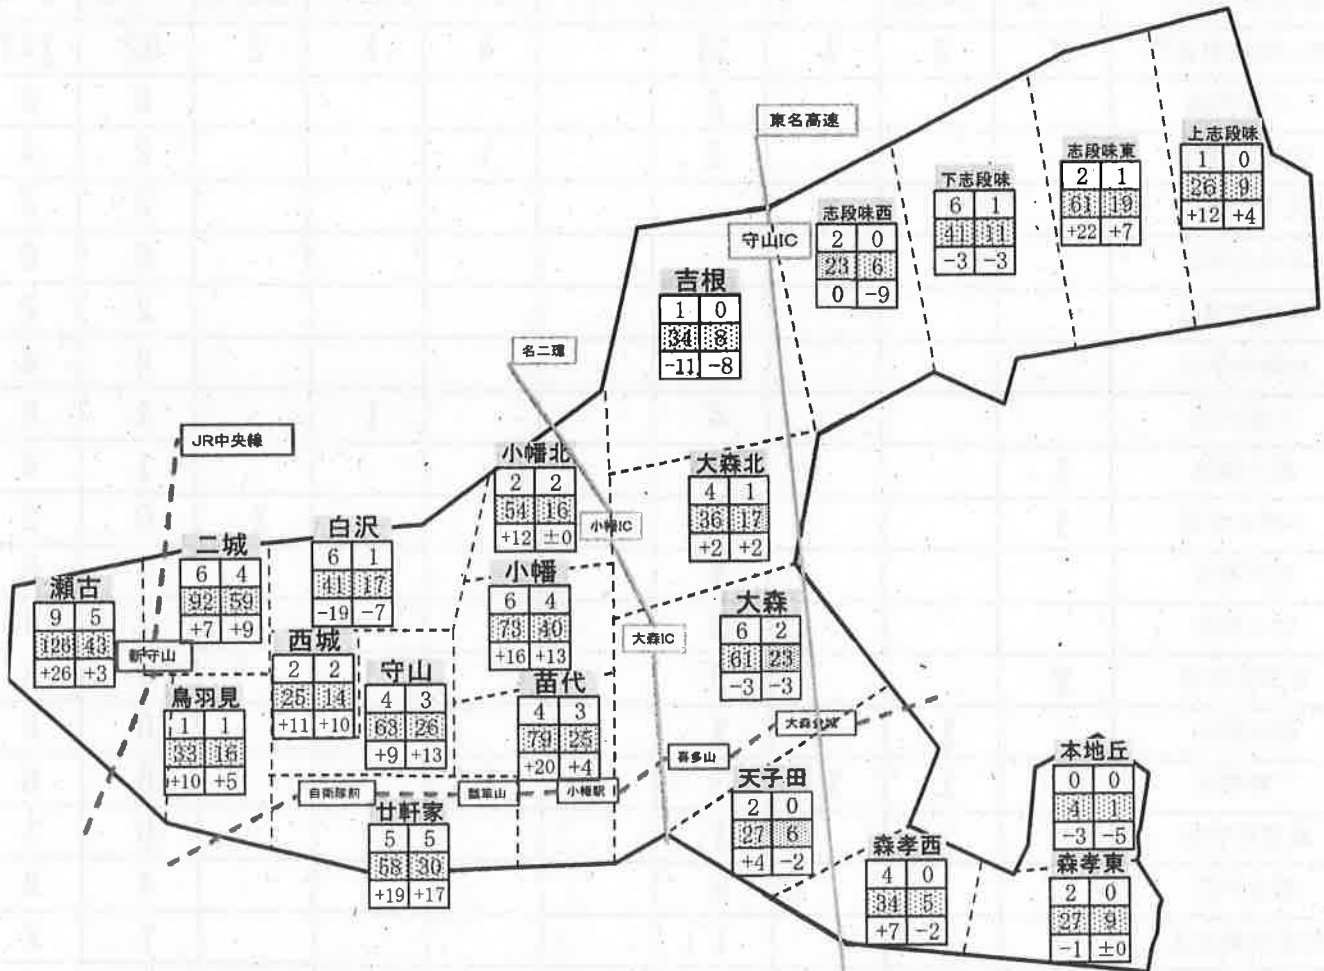 東名高速
上志段味
1 0
26 9
+12 +4
志段味東
2 1
61 19
+22 +7
下志段味
6 1
41 11
-3 -3
志段味西
2 0
23 6
0 -9
守山IC
吉根
1 0
34 8
-11 -8
名二環
JR中央線
小幡北
2 2
54 16
+12 ±0
小幡IC
大森北
4 1
36 17
+2 +2
白沢
6 1
41 17
-19 -7
二城
6 4
92 59
+7 +9
瀬古
9 5
126 43
+26 +3
新守山
小幡
6 4
73 40
+16 +13
大森IC
大森
6 2
61 23
-3 -3
西城
2 2
25 14
+11 +10
守山
4 3
63 26
+9 +13
苗代
4 3
79 25
+20 +4
鳥羽見
1 1
33 16
+10 +5
大森金城
喜多山
自衛隊前
瓢箪山
小幡駅
廿軒家
5 5
58 30
+19 +17
天子田
2 0
27 6
+4 -2
本地丘
0 0
4 1
-3 -5
森孝西
4 0
34 5
+7 -2
森孝東
2 0
27 9
-1 ±0